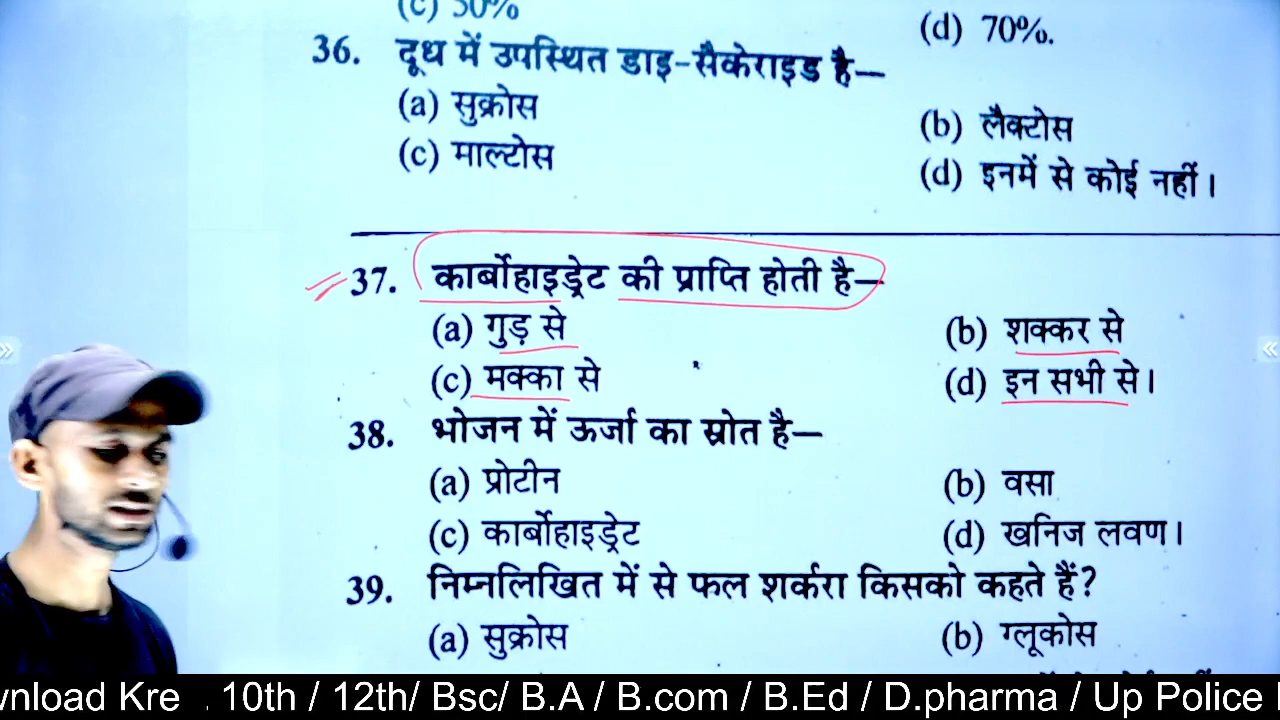 (c) 50%
(d) 70%.
36. दूध में उपस्थित डाइ-सैकेराइड है—
(a) सुक्रोस
(b) लैक्टोस
(c) माल्टोस
(d) इनमें से कोई नहीं।
37. कार्बोहाइड्रेट की प्राप्ति होती है—
(a) गुड़ से
(b) शक्कर से
(c) मक्का से
(d) इन सभी से।
38. भोजन में ऊर्जा का स्रोत है—
(a) प्रोटीन
(b) वसा
(c) कार्बोहाइड्रेट
(d) खनिज लवण।
39. निम्नलिखित में से फल शर्करा किसको कहते हैं?
(a) सुक्रोस
(b) ग्लूकोस
wnload Kre . 10th / 12th/ Bsc/ B.A / B.com / B.Ed / D.pharma / Up Police